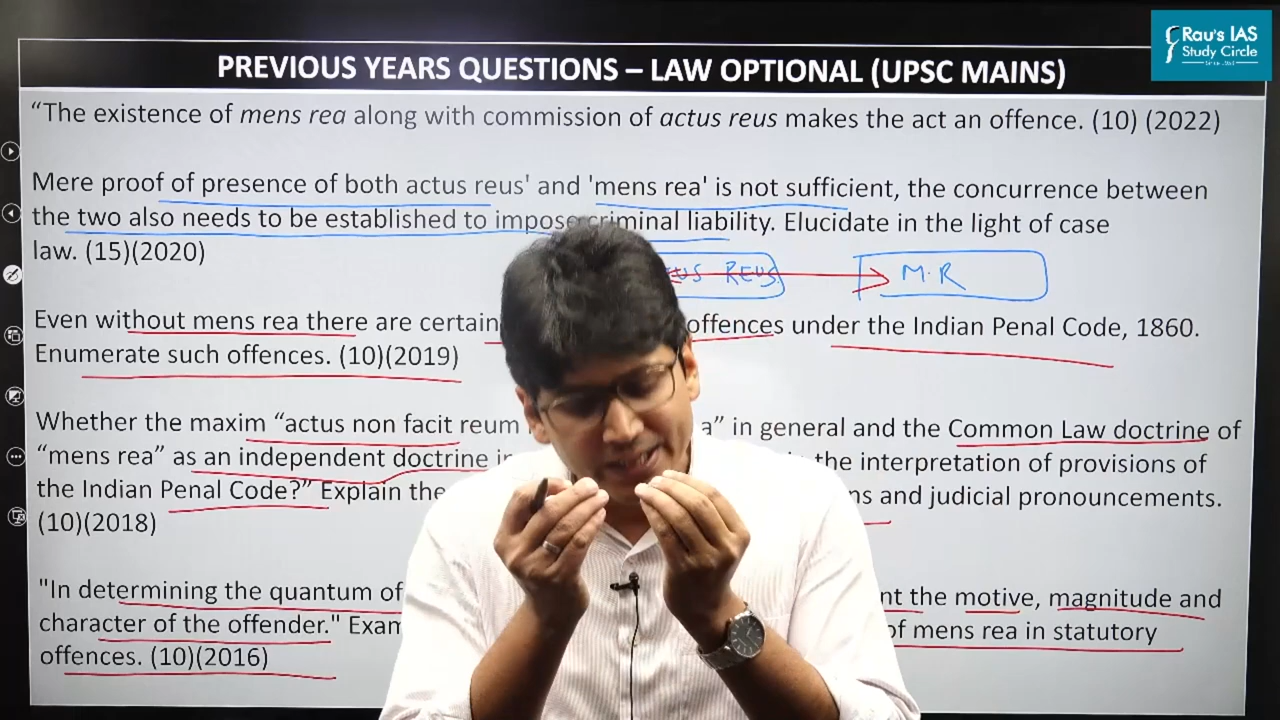 Rau's IAS
Study Circle
SINCE 1953
PREVIOUS YEARS QUESTIONS – LAW OPTIONAL (UPSC MAINS)
“The existence of mens rea along with commission of actus reus makes the act an offence. (10) (2022)
Mere proof of presence of both actus reus' and 'mens rea' is not sufficient, the concurrence between
the two also needs to be established to impose criminal liability. Elucidate in the light of case
law. (15)(2020)
REUS M.R
Even without mens rea there are certain offences under the Indian Penal Code, 1860.
Enumerate such offences. (10)(2019)
Whether the maxim “actus non facit reum a” in general and the Common Law doctrine of
“mens rea” as an independent doctrine the interpretation of provisions of
the Indian Penal Code?” Explain the and judicial pronouncements.
(10)(2018)
"In determining the quantum of the motive, magnitude and
character of the offender." of mens rea in statutory
offences. (10)(2016)